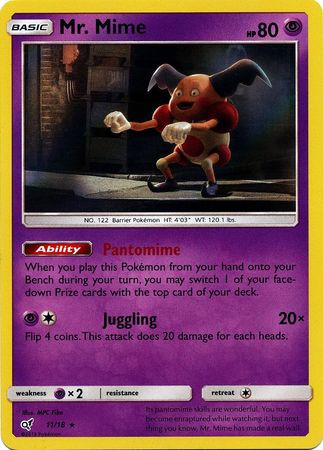 BASIC Mr. Mime HP 80
NO. 122 Barrier Pokémon HT: 4'03" WT: 120.1 lbs.
Ability Pantomime
When you play this Pokémon from your hand onto your
Bench during your turn, you may switch 1 of your face-
down Prize cards with the top card of your deck.
Juggling 20×
Flip 4 coins. This attack does 20 damage for each heads.
weakness × 2 resistance retreat
Illus. MPC Film
11/18 ★
©2019 Pokémon
Its pantomime skills are wonderful. You may
become enraptured while watching it, but next
thing you know, Mr. Mime has made a real wall.